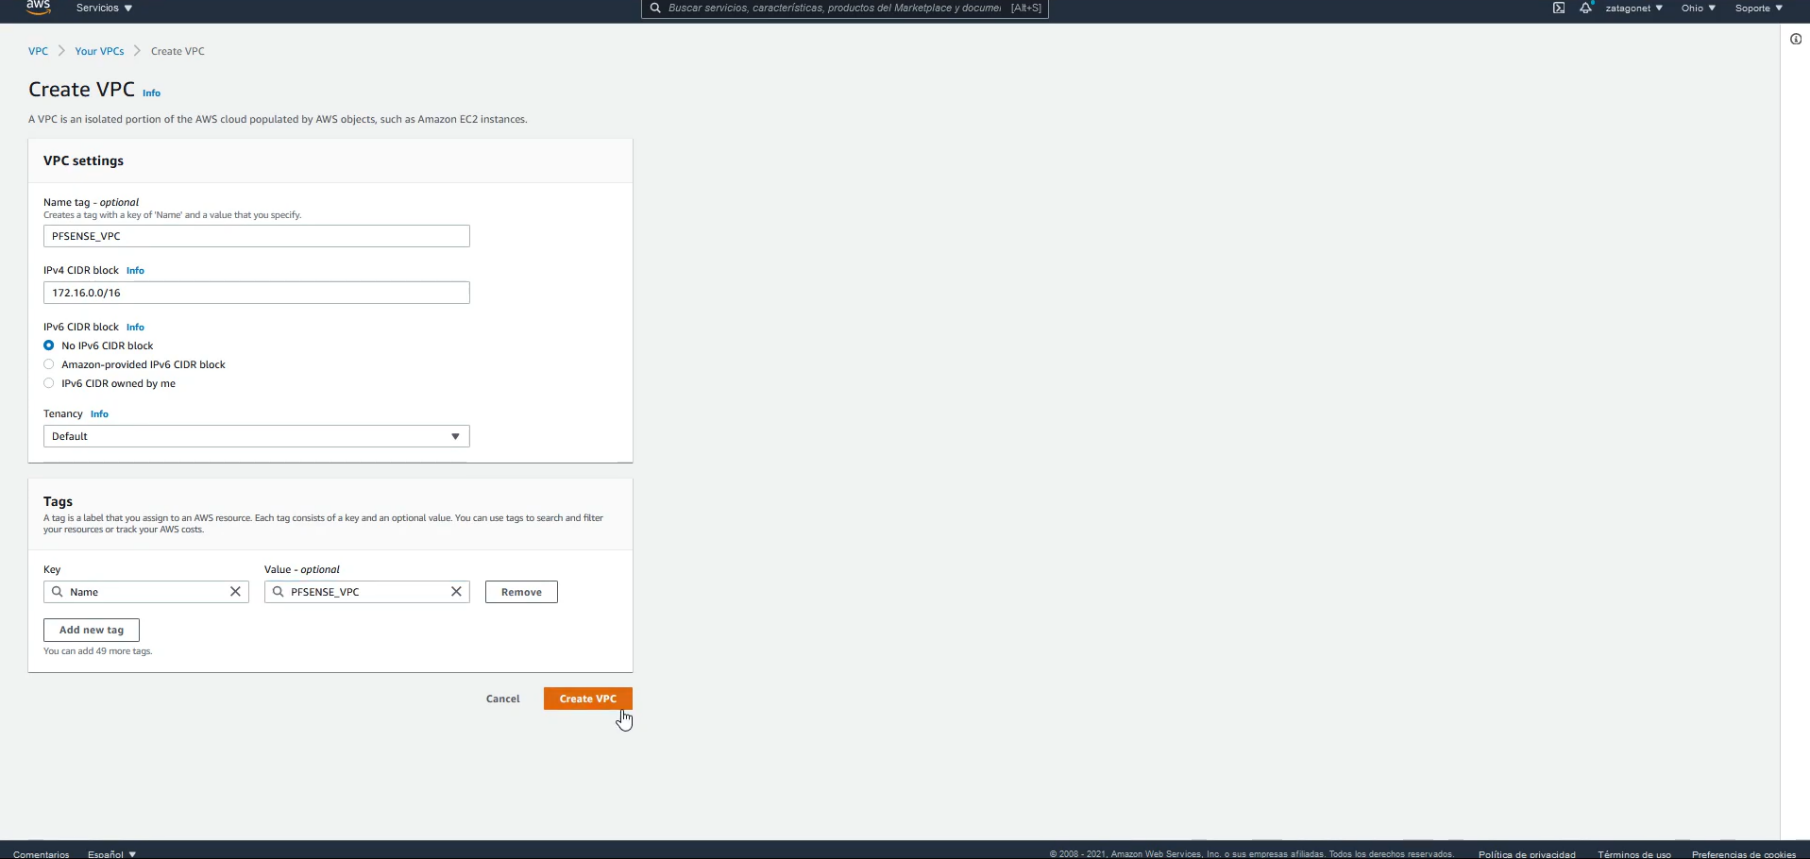 aws
Servicios
Buscar servicios, características, productos del Marketplace y documen [Alt+S]
zatagonet
Ohio
Soporte
VPC
Your VPCs
Create VPC
Create VPC Info
A VPC is an isolated portion of the AWS cloud populated by AWS objects, such as Amazon EC2 instances.
VPC settings
Name tag - optional
Creates a tag with a key of 'Name' and a value that you specify.
PFSENSE_VPC
IPv4 CIDR block Info
172.16.0.0/16
IPv6 CIDR block Info
No IPv6 CIDR block
Amazon-provided IPv6 CIDR block
IPv6 CIDR owned by me
Tenancy Info
Default
Tags
A tag is a label that you assign to an AWS resource. Each tag consists of a key and an optional value. You can use tags to search and filter
your resources or track your AWS costs.
Key
Value - optional
Name
PFSENSE_VPC
Remove
Add new tag
You can add 49 more tags.
Cancel
Create VPC
Comentarios
Español
© 2008 - 2021, Amazon Web Services, Inc. o sus empresas afiliadas. Todos los derechos reservados.
Política de privacidad
Términos de uso
Preferencias de cookies